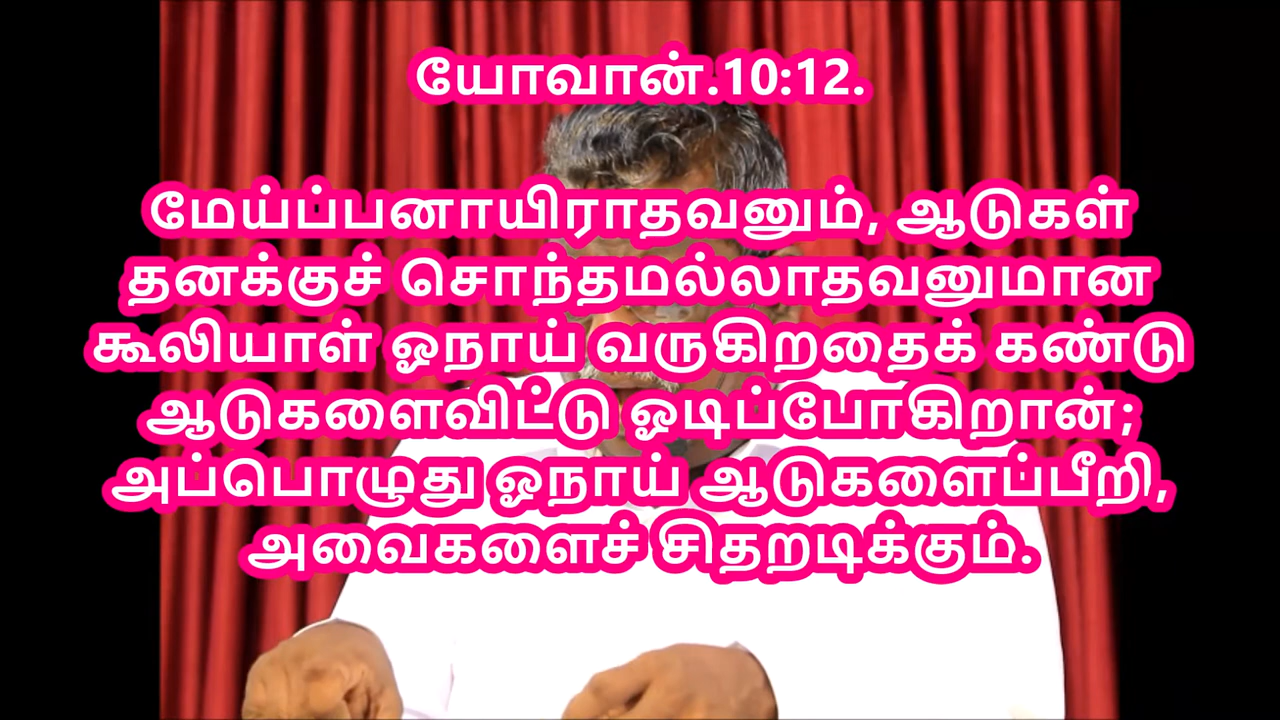 யோவான்.10:12.
மேய்ப்பனாயிராதவனும், ஆடுகள்
தனக்குச் சொந்தமல்லாதவனுமான
கூலியாள் ஓநாய் வருகிறதைக் கண்டு
ஆடுகளைவிட்டு ஓடிப்போகிறான்;
அப்பொழுது ஓநாய் ஆடுகளைப்பீறி,
அவைகளைச் சிதறடிக்கும்.